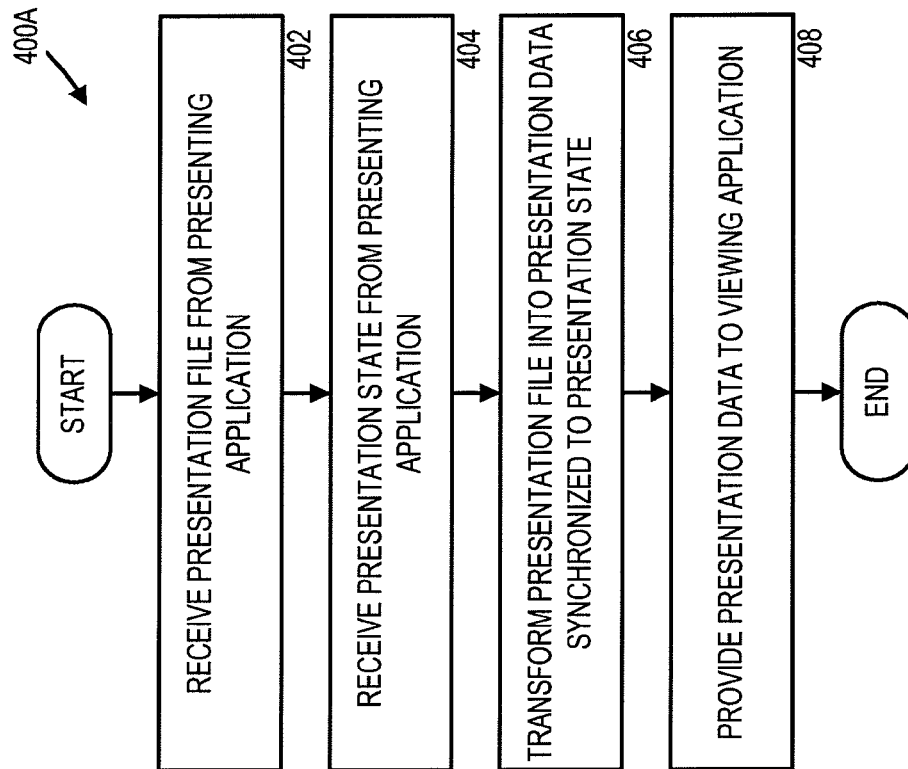 400A
START
RECEIVE PRESENTATION FILE FROM PRESENTING
APPLICATION
402
RECEIVE PRESENTATION STATE FROM PRESENTING
APPLICATION
404
TRANSFORM PRESENTATION FILE INTO PRESENTATION DATA
SYNCHRONIZED TO PRESENTATION STATE
406
PROVIDE PRESENTATION DATA TO VIEWING APPLICATION
408
END